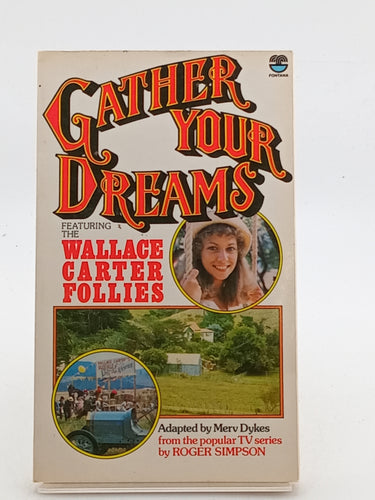 FONTANA
GATHER
YOUR
DREAMS
FEATURING
THE
WALLACE
CARTER
FOLLIES
Adapted by Merv Dykes
from the popular TV series
by ROGER SIMPSON